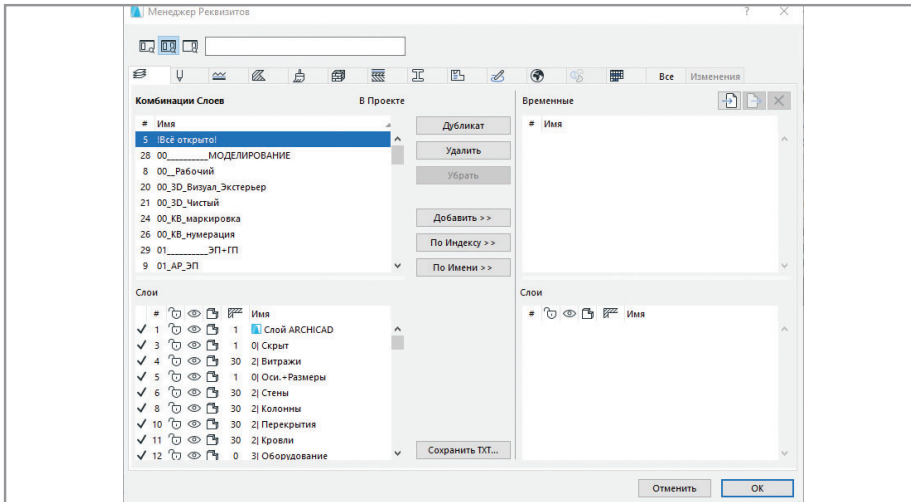 Менеджер Реквизитов ?
Все Изменения
Комбинации Слоев В Проекте Временные
# Имя Дубликат # Имя
5 !Всё открыто!
28 00__________МОДЕЛИРОВАНИЕ Удалить
8 00__Рабочий Убрать
20 00_3D_Визуал_Экстерьер
21 00_3D_Чистый
24 00_КВ_маркировка Добавить >>
26 00_КВ_нумерация По Индексу >>
29 01__________ЭП+ГП
9 01_АР_ЭП По Имени >>
Слои Слои
# Имя # Имя
1 1 Слой ARCHICAD
3 1 0| Скрыт
4 30 2| Витражи
5 1 0| Оси.+Размеры
6 30 2| Стены
8 30 2| Колонны
10 30 2| Перекрытия
11 30 2| Кровли
12 0 3| Оборудование Сохранить TXT...
Отменить ОК